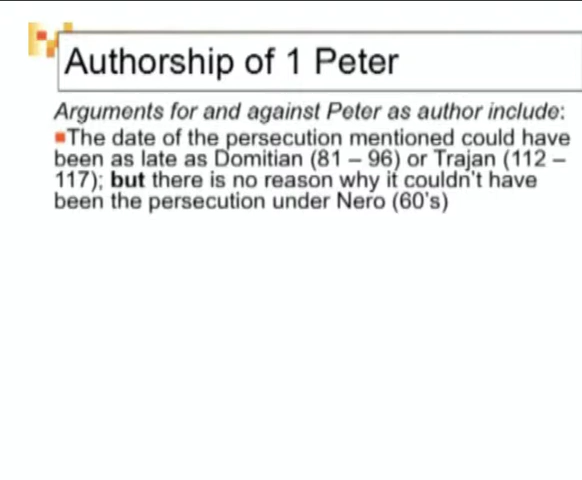 Authorship of 1 Peter
Arguments for and against Peter as author include:
The date of the persecution mentioned could have
been as late as Domitian (81 – 96) or Trajan (112 –
117); but there is no reason why it couldn't have
been the persecution under Nero (60's)